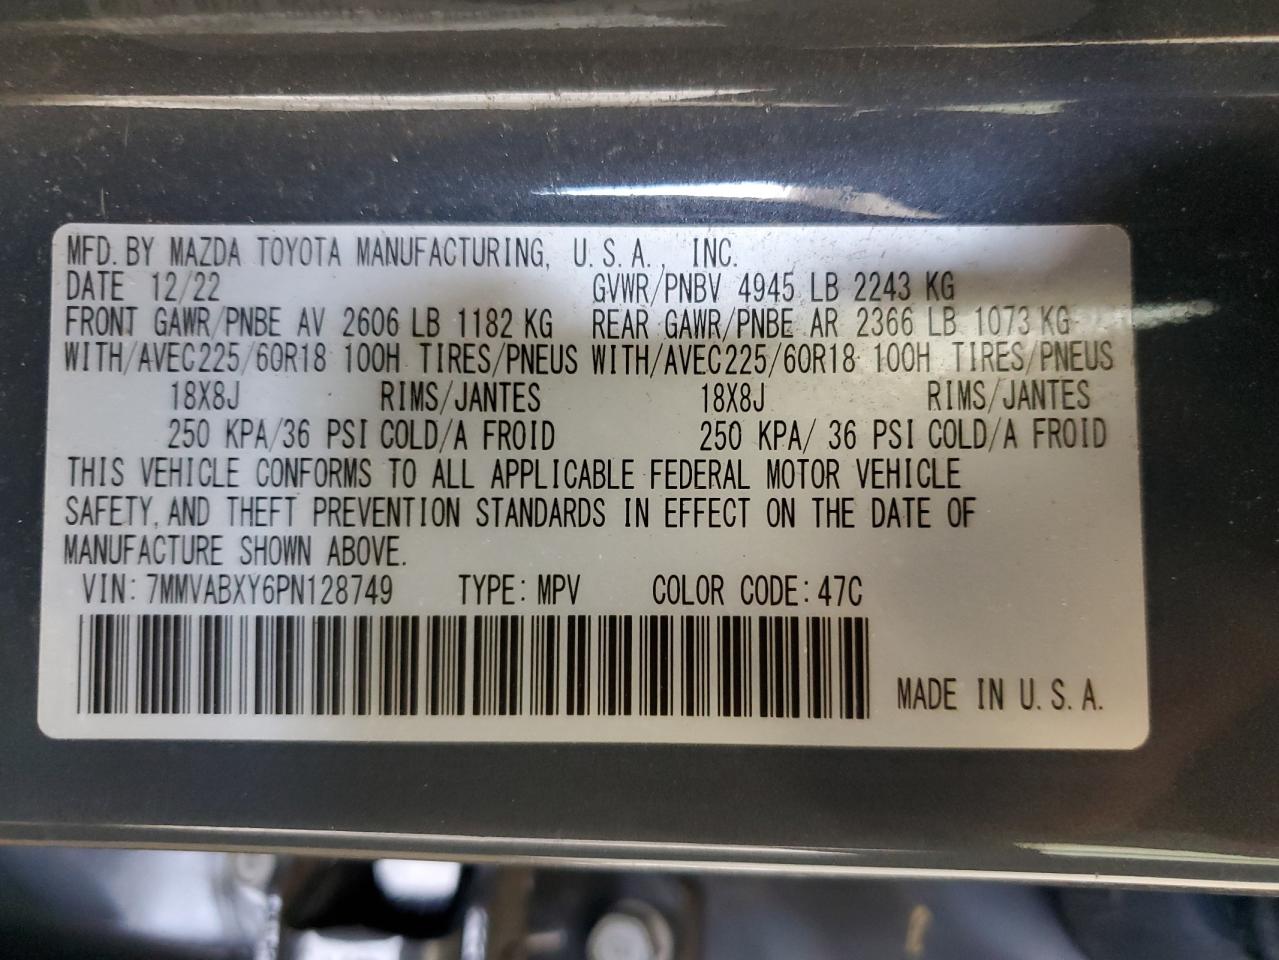 MFD. BY MAZDA TOYOTA MANUFACTURING, U.S.A., INC.
DATE 12/22 GVWR/PNBV 4945 LB 2243 KG
FRONT GAWR/PNBE AV 2606 LB 1182 KG REAR GAWR/PNBE AR 2366 LB 1073 KG
WITH/AVEC225/60R18 100H TIRES/PNEUS WITH/AVEC225/60R18 100H TIRES/PNEUS
18X8J RIMS/JANTES 18X8J RIMS/JANTES
250 KPA/36 PSI COLD/A FROID 250 KPA/ 36 PSI COLD/A FROID
THIS VEHICLE CONFORMS TO ALL APPLICABLE FEDERAL MOTOR VEHICLE
SAFETY, AND THEFT PREVENTION STANDARDS IN EFFECT ON THE DATE OF
MANUFACTURE SHOWN ABOVE.
VIN: 7MMVABXY6PN128749 TYPE: MPV COLOR CODE: 47C
MADE IN U.S.A.